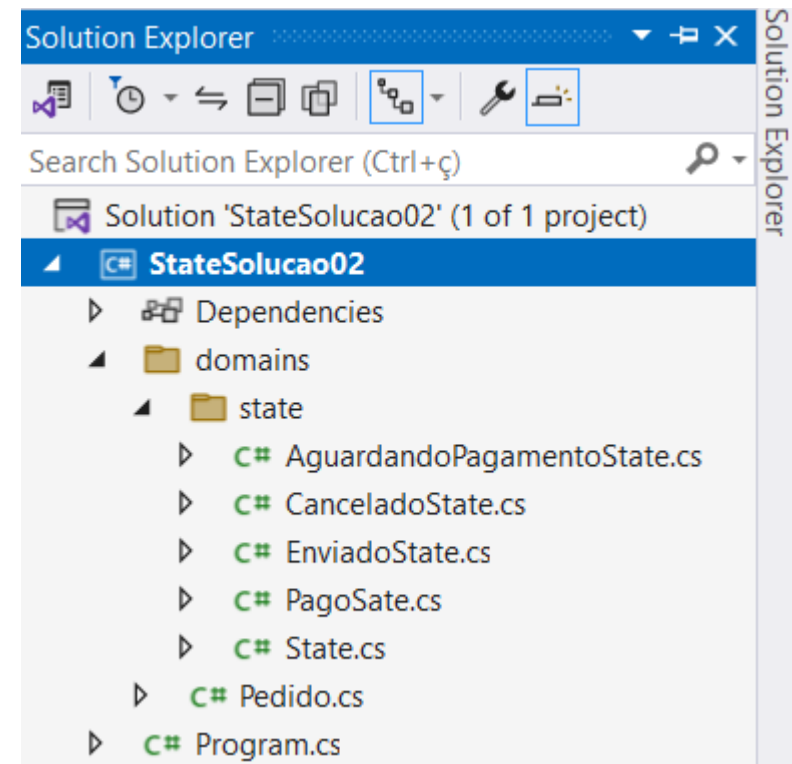 Solution Explorer
Solution Explorer
Search Solution Explorer (Ctrl+ç)
Solution 'StateSolucao02' (1 of 1 project)
C# StateSolucao02
Dependencies
domains
state
C# AguardandoPagamentoState.cs
C# CanceladoState.cs
C# EnviadoState.cs
C# PagoSate.cs
C# State.cs
C# Pedido.cs
C# Program.cs